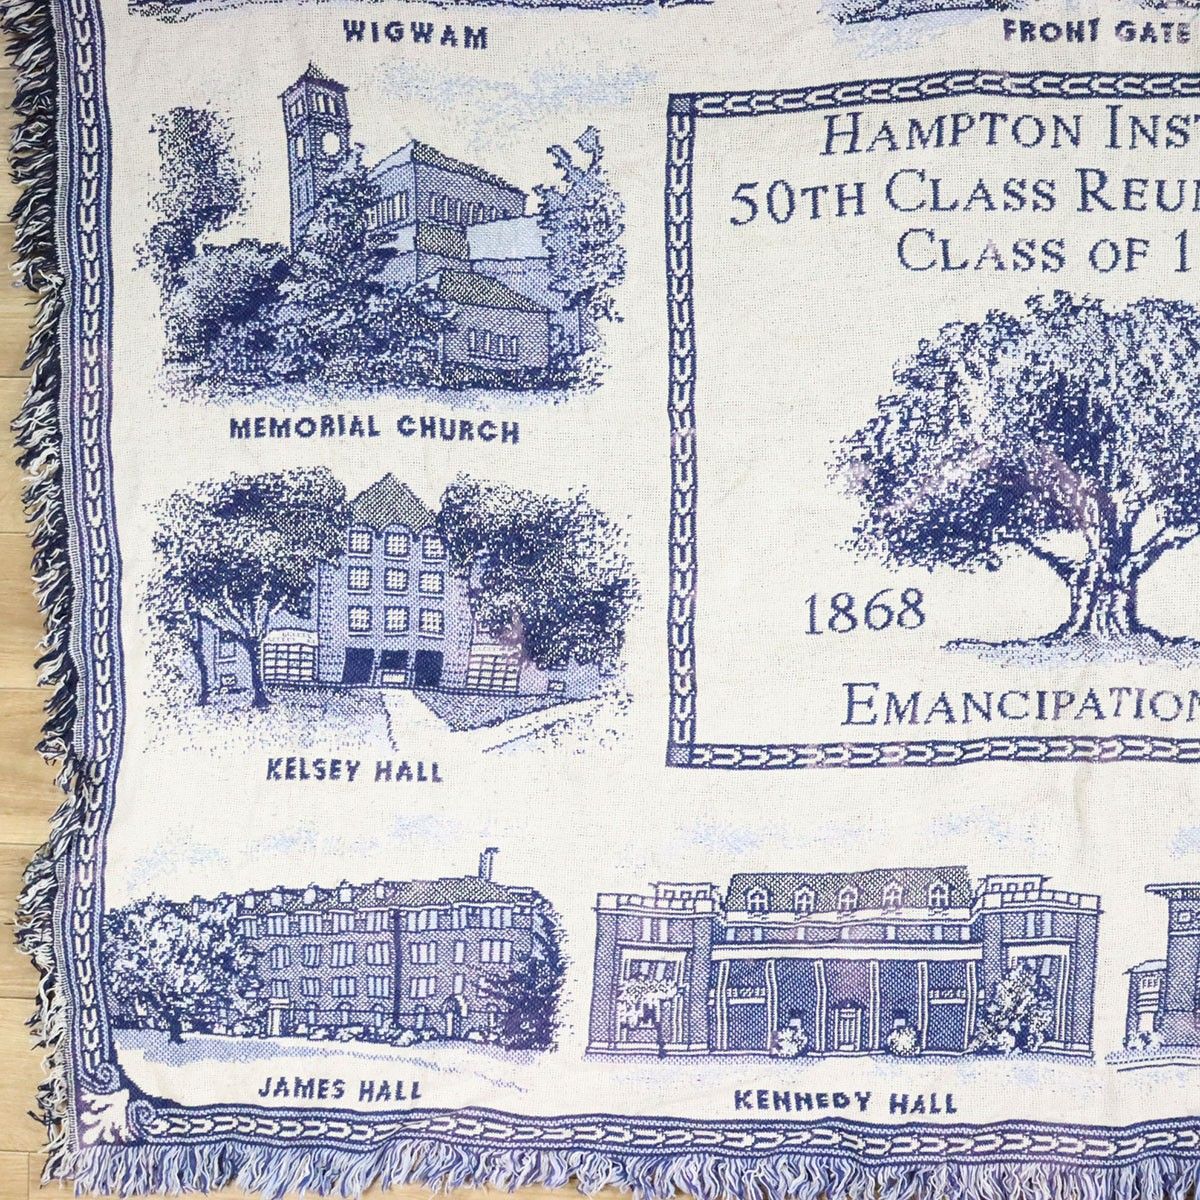 WIGWAM
FRONT GATE
HAMPTON INS
50TH CLASS REU
CLASS OF 1
MEMORIAL CHURCH
1868
EMANCIPATION
KELSEY HALL
JAMES HALL
KENNEDY HALL